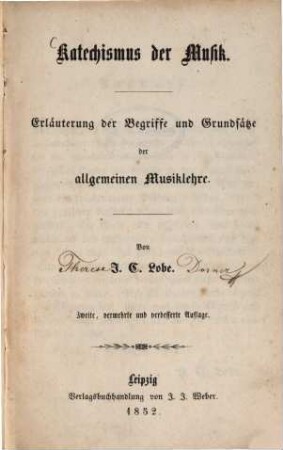 Katechismus der Musik.
Erläuterung der Begriffe und Grundsätze
der
allgemeinen Musiklehre.
Von
Therese J. C. Lobe.
Zweite, vermehrte und verbesserte Auflage.
Leipzig
Verlagsbuchhandlung von J. J. Weber.
1852.